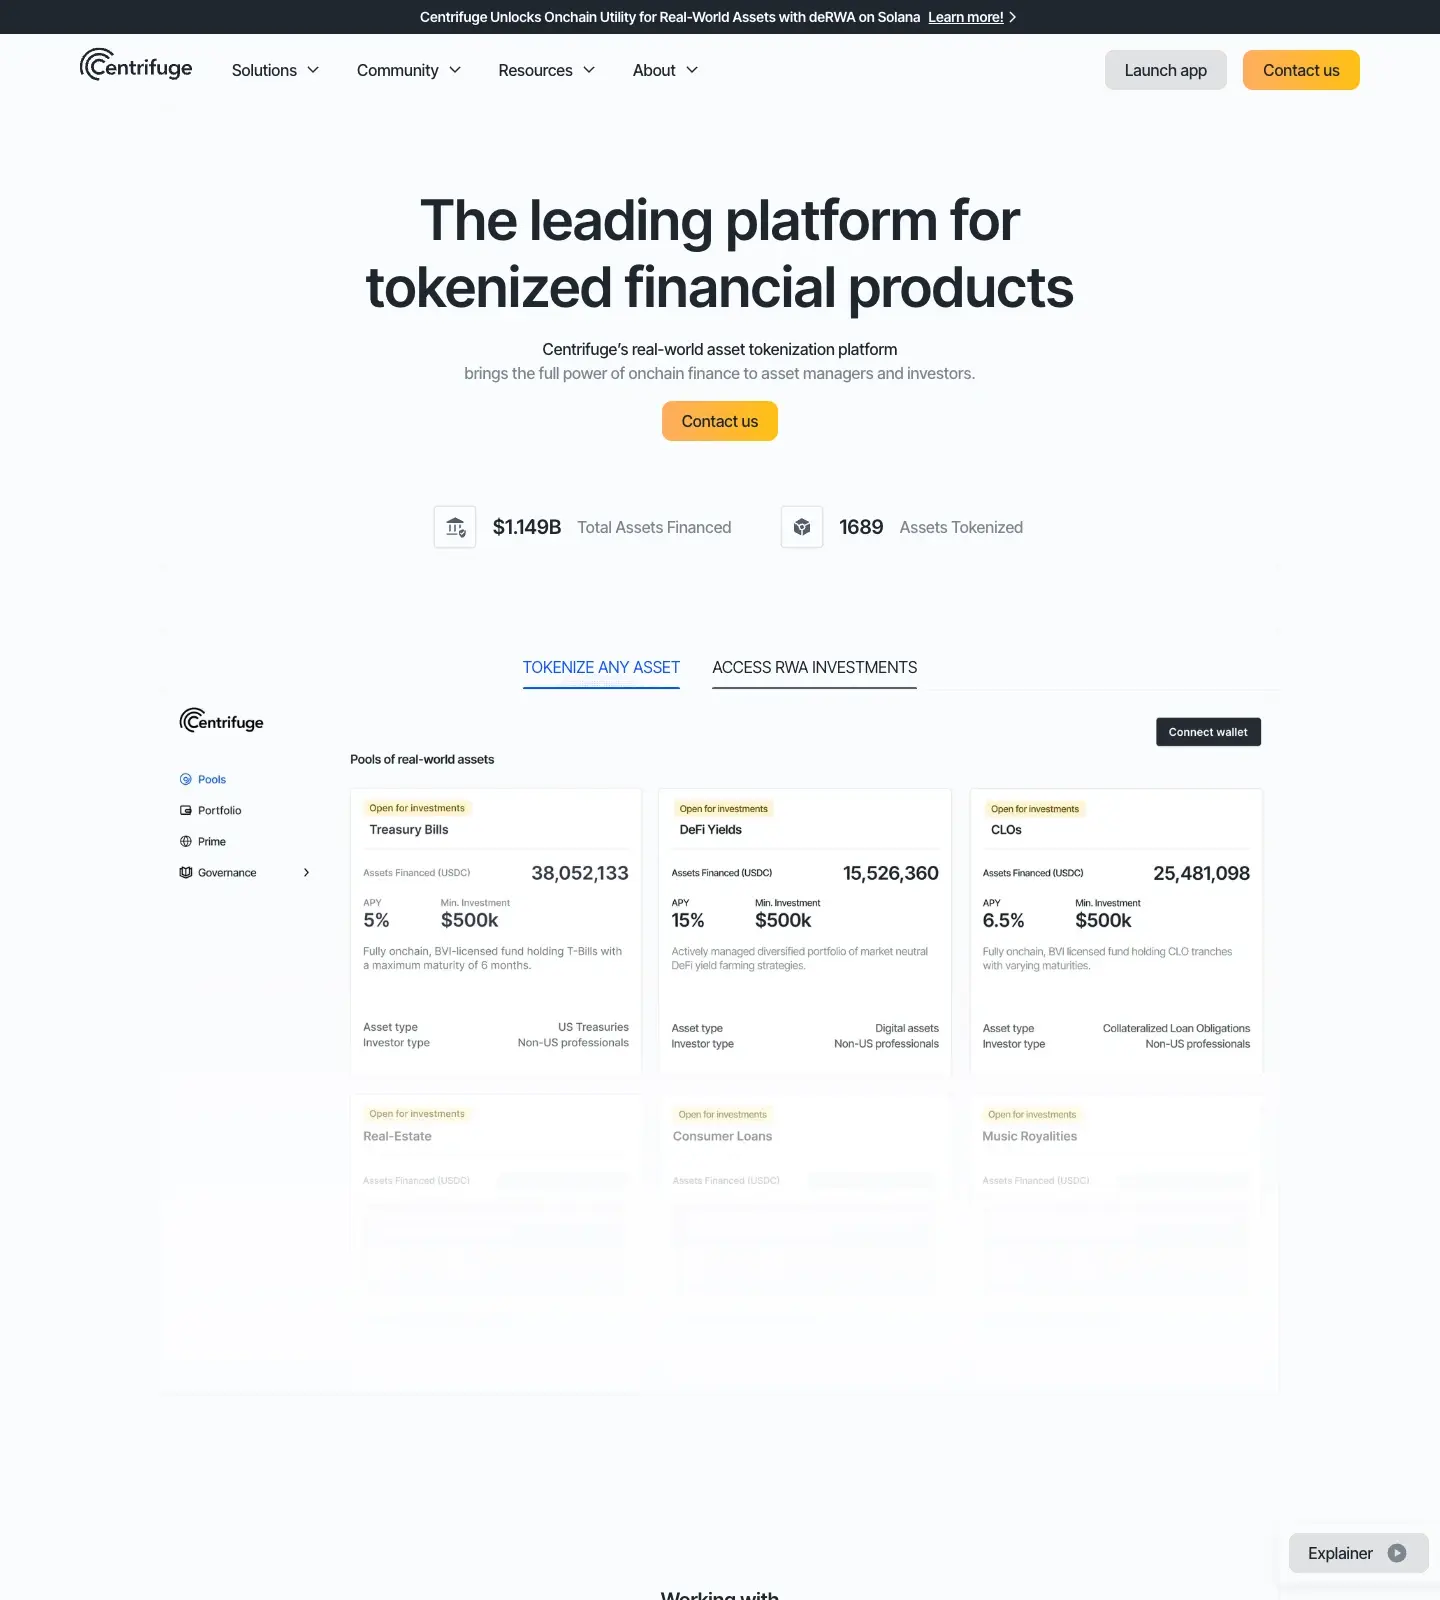 Centrifuge Unlocks Onchain Utility for Real-World Assets with deRWA on Solana Learn more!
Centrifuge
Solutions
Community
Resources
About
Launch app
Contact us
The leading platform for
tokenized financial products
Centrifuge’s real-world asset tokenization platform
brings the full power of onchain finance to asset managers and investors.
Contact us
$1.149B Total Assets Financed
1689 Assets Tokenized
TOKENIZE ANY ASSET
ACCESS RWA INVESTMENTS
Centrifuge
Connect wallet
Pools
Portfolio
Prime
Governance
Pools of real-world assets
Open for investments
Treasury Bills
Assets Financed (USDC) 38,052,133
APY Min. Investment
5% $500k
Fully onchain, BVI-licensed fund holding T-Bills with
a maximum maturity of 6 months.
Asset type US Treasuries
Investor type Non-US professionals
Open for investments
DeFi Yields
Assets Financed (USDC) 15,526,360
APY Min. Investment
15% $500k
Actively managed diversified portfolio of market neutral
DeFi yield farming strategies.
Asset type Digital assets
Investor type Non-US professionals
Open for investments
CLOs
Assets Financed (USDC) 25,481,098
APY Min. Investment
6.5% $500k
Fully onchain, BVI licensed fund holding CLO tranches
with varying maturities.
Asset type Collateralized Loan Obligations
Investor type Non-US professionals
Open for investments
Real-Estate
Assets Financed (USDC)
Open for investments
Consumer Loans
Assets Financed (USDC)
Open for investments
Music Royalities
Assets Financed (USDC)
Explainer
Working with